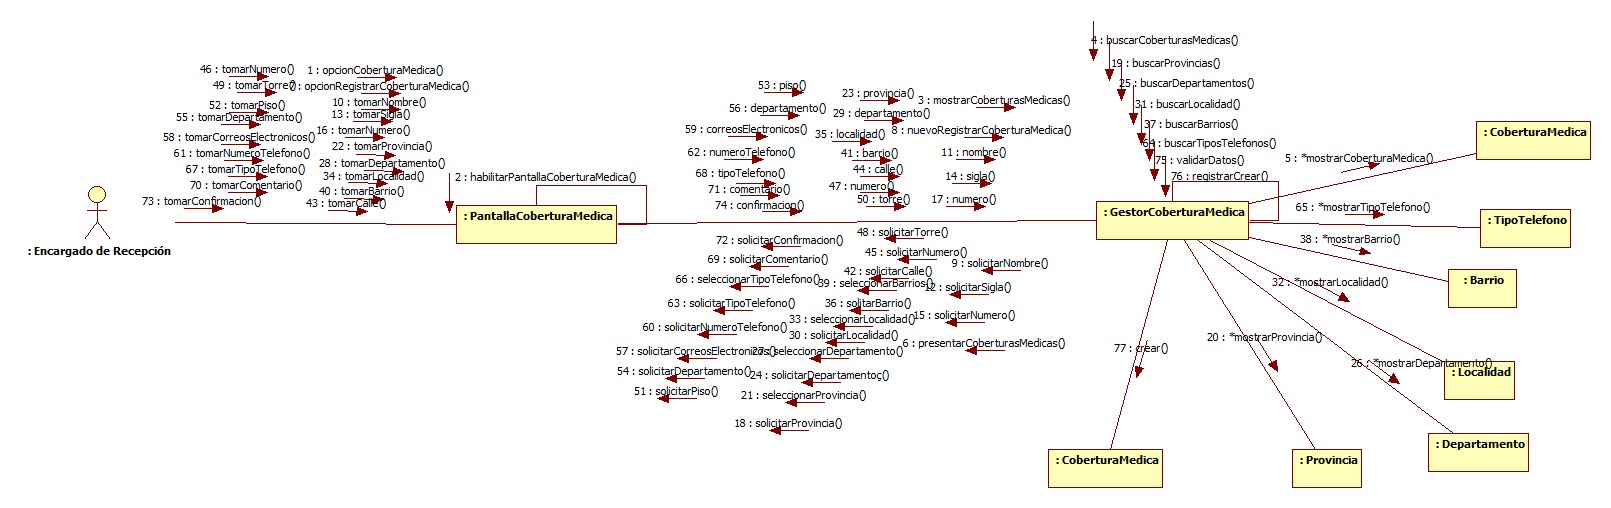 46 : tomarNumero()
49 : tomarTorre()
52 : tomarPiso()
55 : tomarDepartamento()
58 : tomarCorreosElectronicos()
61 : tomarNumeroTelefono()
67 : tomarTipoTelefono()
70 : tomarComentario()
73 : tomarConfirmacion()
1 : opcionCoberturaMedica()
7 : opcionRegistrarCoberturaMedica()
10 : tomarNombre()
13 : tomarSigla()
16 : tomarNumero()
22 : tomarProvincia()
28 : tomarDepartamento()
34 : tomarLocalidad()
40 : tomarBarrio()
43 : tomarCalle()
: Encargado de Recepción
2 : habilitarPantallaCoberturaMedica()
: PantallaCoberturaMedica
53 : piso()
56 : departamento()
59 : correosElectronicos()
62 : numeroTelefono()
68 : tipoTelefono()
71 : comentario()
74 : confirmacion()
23 : provincia()
29 : departamento()
35 : localidad()
41 : barrio()
44 : calle()
47 : numero()
50 : torre()
3 : mostrarCoberturasMedicas()
8 : nuevoRegistrarCoberturaMedica()
11 : nombre()
14 : sigla()
17 : numero()
72 : solicitarConfirmacion()
69 : solicitarComentario()
66 : seleccionarTipoTelefono()
63 : solicitarTipoTelefono()
60 : solicitarNumeroTelefono()
57 : solicitarCorreosElectronicos()
54 : solicitarDepartamento()
51 : solicitarPiso()
48 : solicitarTorre()
45 : solicitarNumero()
42 : solicitarCalle()
39 : seleccionarBarrios()
36 : solitarBarrio()
33 : seleccionarLocalidad()
30 : solicitarLocalidad()
27 : seleccionarDepartamento()
24 : solicitarDepartamentoç()
21 : seleccionarProvincia()
18 : solicitarProvincia()
9 : solicitarNombre()
12 : solicitarSigla()
15 : solicitarNumero()
6 : presentarCoberturasMedicas()
4 : buscarCoberturasMedicas()
19 : buscarProvincias()
25 : buscarDepartamentos()
31 : buscarLocalidad()
37 : buscarBarrios()
64 : buscarTiposTelefonos()
75 : validarDatos()
76 : registrarCrear()
: GestorCoberturaMedica
5 : *mostrarCoberturaMedica()
: CoberturaMedica
65 : *mostrarTipoTelefono()
: TipoTelefono
38 : *mostrarBarrio()
: Barrio
32 : *mostrarLocalidad()
: Localidad
26 : *mostrarDepartamento()
: Departamento
20 : *mostrarProvincia()
: Provincia
77 : crear()
: CoberturaMedica